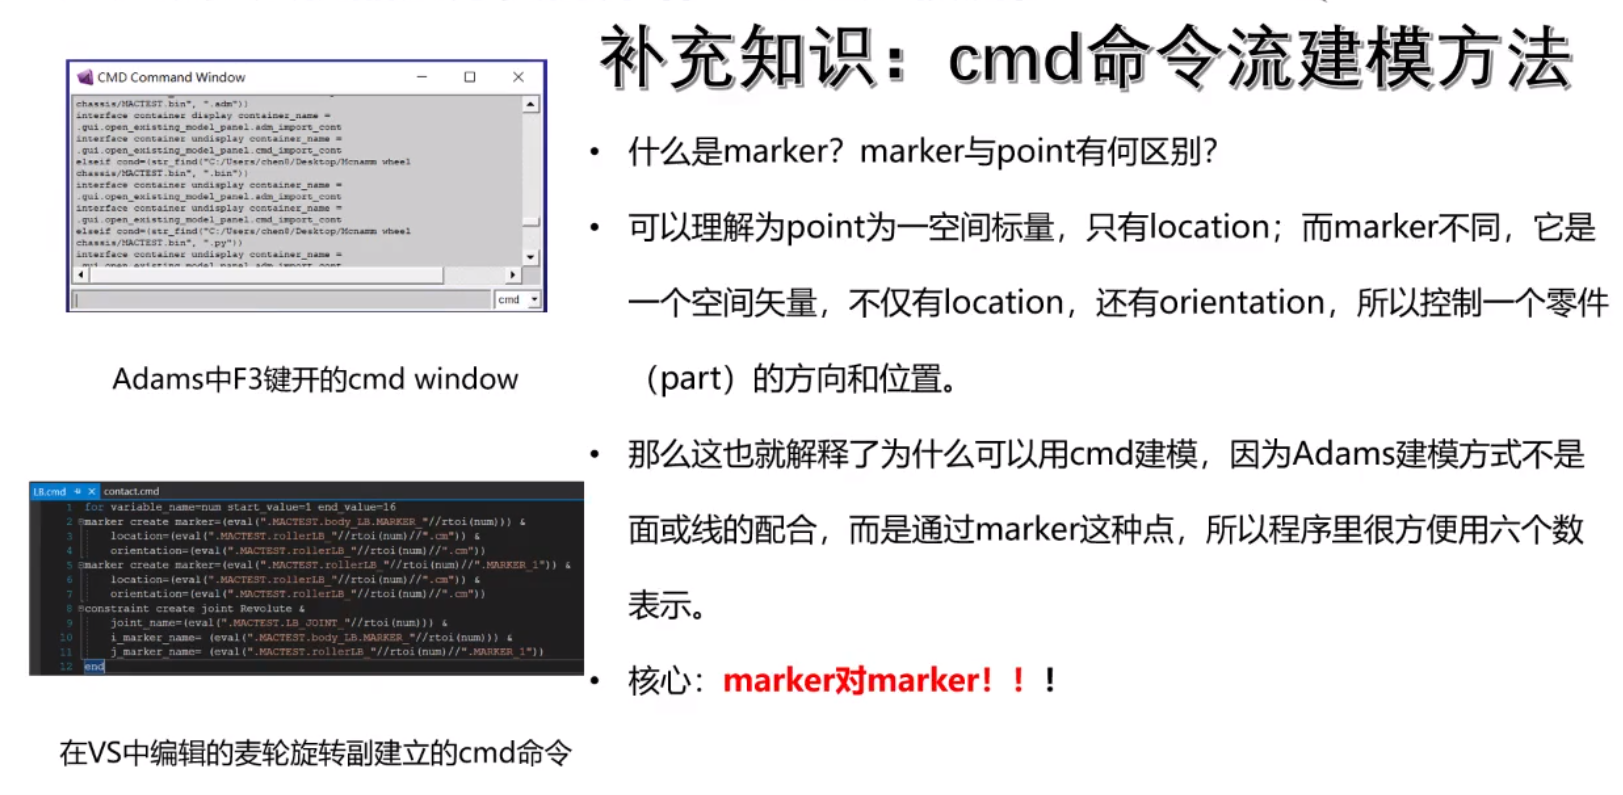 补充知识：cmd命令流建模方法
CMD Command Window
chassis/MACTEST.bin", ".adm"))
interface container display container_name =
.gui.open_existing_model_panel.adm_import_cont
interface container undisplay container_name =
.gui.open_existing_model_panel.cmd_import_cont
elseif cond=(str_find("C:/Users/chen8/Desktop/Mcnamm wheel
chassis/MACTEST.bin", ".bin"))
interface container undisplay container_name =
.gui.open_existing_model_panel.adm_import_cont
interface container undisplay container_name =
.gui.open_existing_model_panel.cmd_import_cont
elseif cond=(str_find("C:/Users/chen8/Desktop/Mcnamm wheel
chassis/MACTEST.bin", ".py"))
interface container undisplay container_name =
.gui.open_existing_model_panel.adm_import_cont
cmd
Adams中F3键开的cmd window
LB.cmd contact.cmd
1 for variable_name=num start_value=1 end_value=16
2 marker create marker=(eval(".MACTEST.body_LB.MARKER_"//rtoi(num))) &
3 location=(eval(".MACTEST.rollerLB_"//rtoi(num)//".cm")) &
4 orientation=(eval(".MACTEST.rollerLB_"//rtoi(num)//".cm"))
5 marker create marker=(eval(".MACTEST.rollerLB_"//rtoi(num)//".MARKER_1")) &
6 location=(eval(".MACTEST.rollerLB_"//rtoi(num)//".cm")) &
7 orientation=(eval(".MACTEST.rollerLB_"//rtoi(num)//".cm"))
8 constraint create joint Revolute &
9 joint_name=(eval(".MACTEST.LB_JOINT_"//rtoi(num))) &
10 i_marker_name= (eval(".MACTEST.body_LB.MARKER_"//rtoi(num))) &
11 j_marker_name= (eval(".MACTEST.rollerLB_"//rtoi(num)//".MARKER_1"))
12 end
在VS中编辑的麦轮旋转副建立的cmd命令
• 什么是marker？marker与point有何区别？
• 可以理解为point为一空间标量，只有location；而marker不同，它是
一个空间矢量，不仅有location，还有orientation，所以控制一个零件
（part）的方向和位置。
• 那么这也就解释了为什么可以用cmd建模，因为Adams建模方式不是
面或线的配合，而是通过marker这种点，所以程序里很方便用六个数
表示。
• 核心：marker对marker！！！